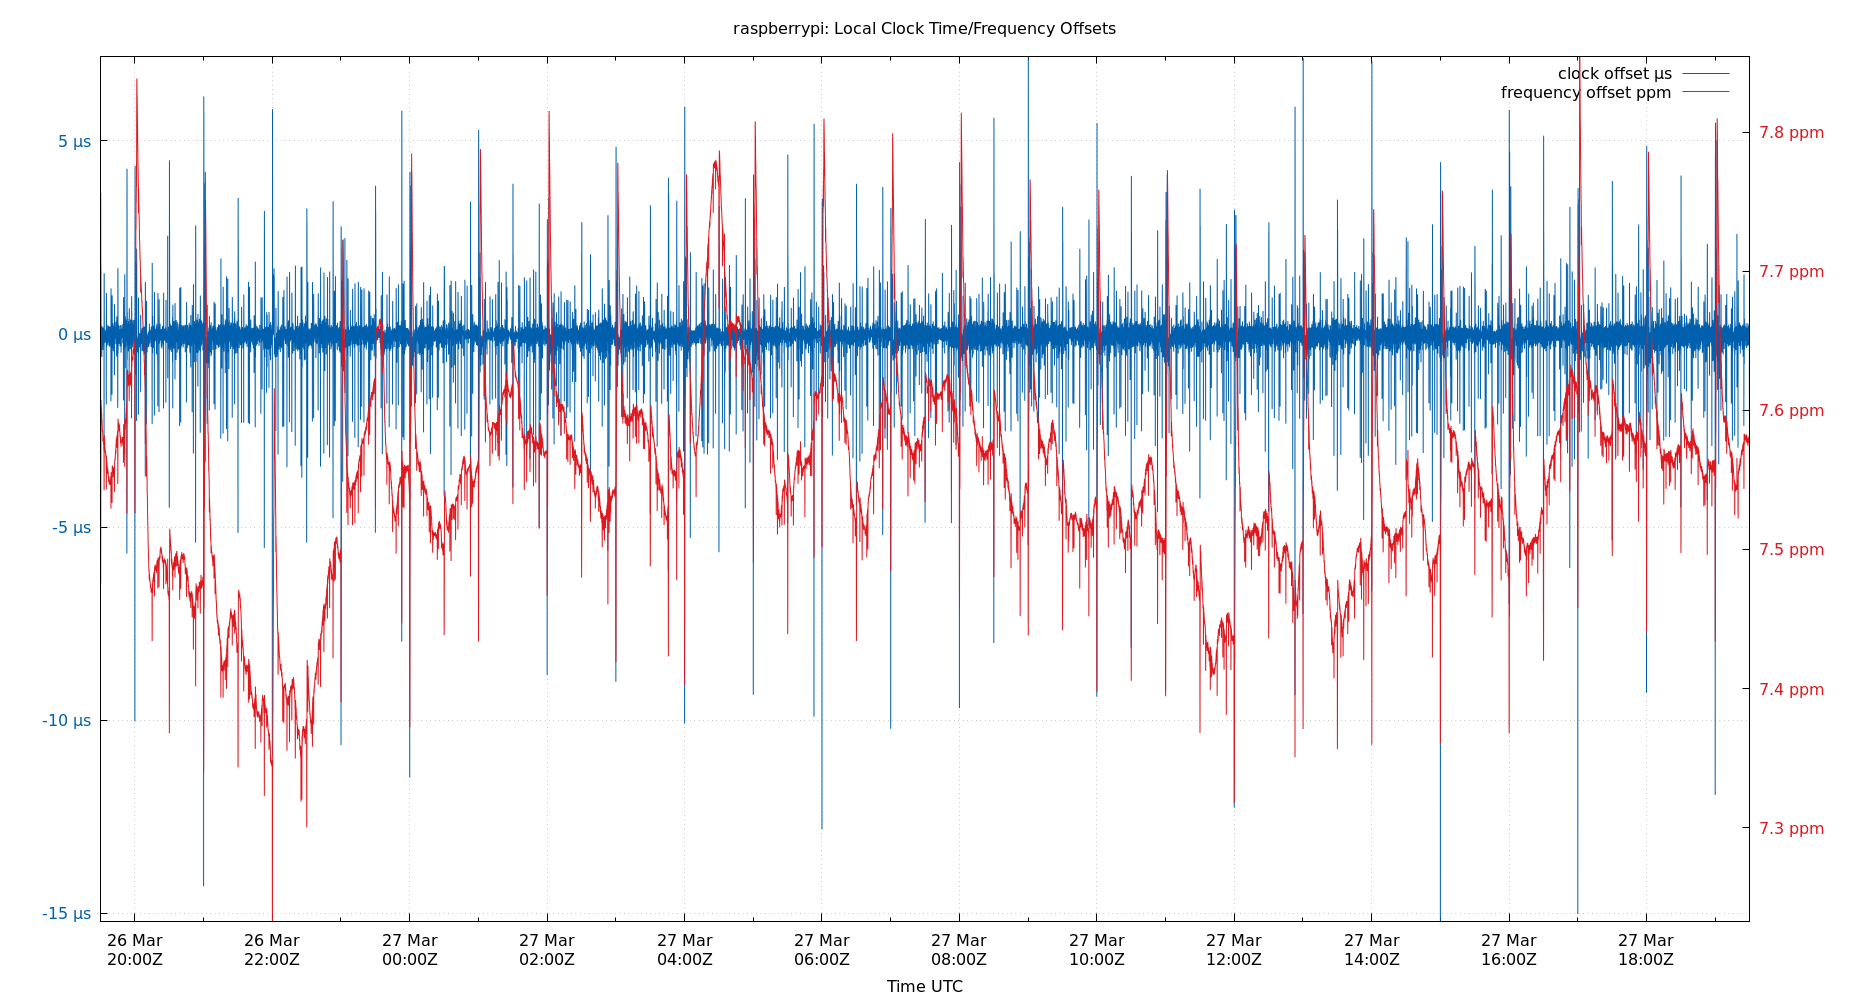 raspberrypi: Local Clock Time/Frequency Offsets
clock offset µs
frequency offset ppm
5 µs
0 µs
-5 µs
-10 µs
-15 µs
7.8 ppm
7.7 ppm
7.6 ppm
7.5 ppm
7.4 ppm
7.3 ppm
26 Mar 26 Mar 27 Mar 27 Mar 27 Mar 27 Mar 27 Mar 27 Mar 27 Mar 27 Mar 27 Mar 27 Mar
20:00Z 22:00Z 00:00Z 02:00Z 04:00Z 06:00Z 08:00Z 10:00Z 12:00Z 14:00Z 16:00Z 18:00Z
Time UTC